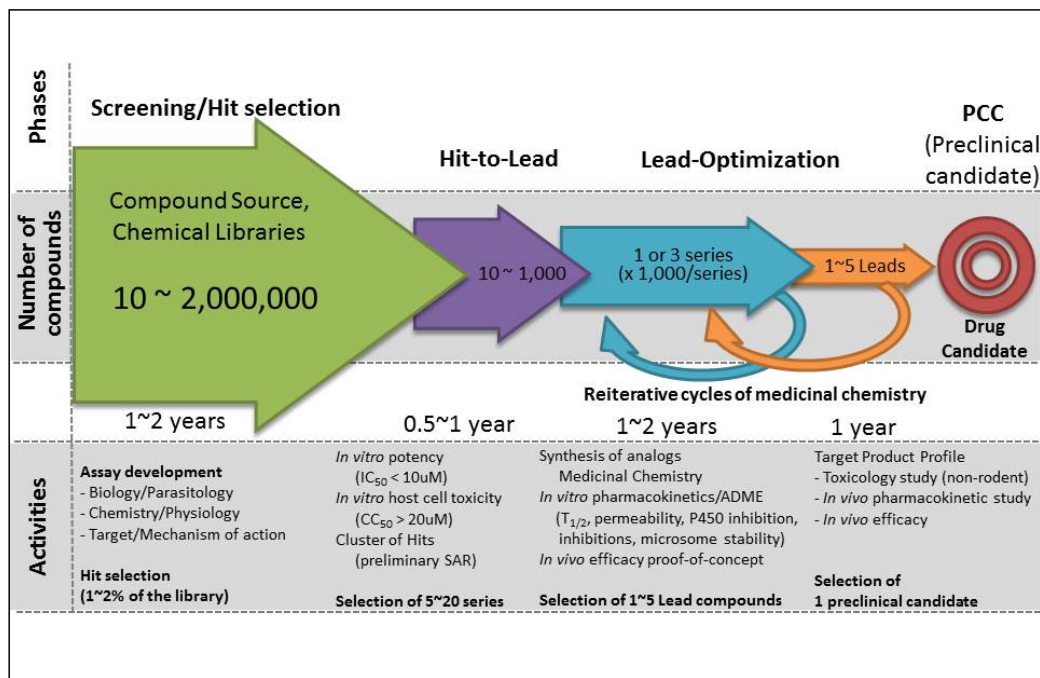 Phases
Screening/Hit selection
Hit-to-Lead
Lead-Optimization
PCC
(Preclinical
candidate)
Number of
compounds
Compound Source,
Chemical Libraries
10 ~ 2,000,000
10 ~ 1,000
1 or 3 series
(x 1,000/series)
1~5 Leads
Drug
Candidate
Reiterative cycles of medicinal chemistry
1~2 years
0.5~1 year
1~2 years
1 year
Activities
Assay development
- Biology/Parasitology
- Chemistry/Physiology
- Target/Mechanism of action
Hit selection
(1~2% of the library)
In vitro potency
(IC50 < 10uM)
In vitro host cell toxicity
(CC50 > 20uM)
Cluster of Hits
(preliminary SAR)
Selection of 5~20 series
Synthesis of analogs
Medicinal Chemistry
In vitro pharmacokinetics/ADME
(T1/2, permeability, P450 inhibition,
inhibitions, microsome stability)
In vivo efficacy proof-of-concept
Selection of 1~5 Lead compounds
Target Product Profile
- Toxicology study (non-rodent)
- In vivo pharmacokinetic study
- In vivo efficacy
Selection of
1 preclinical candidate